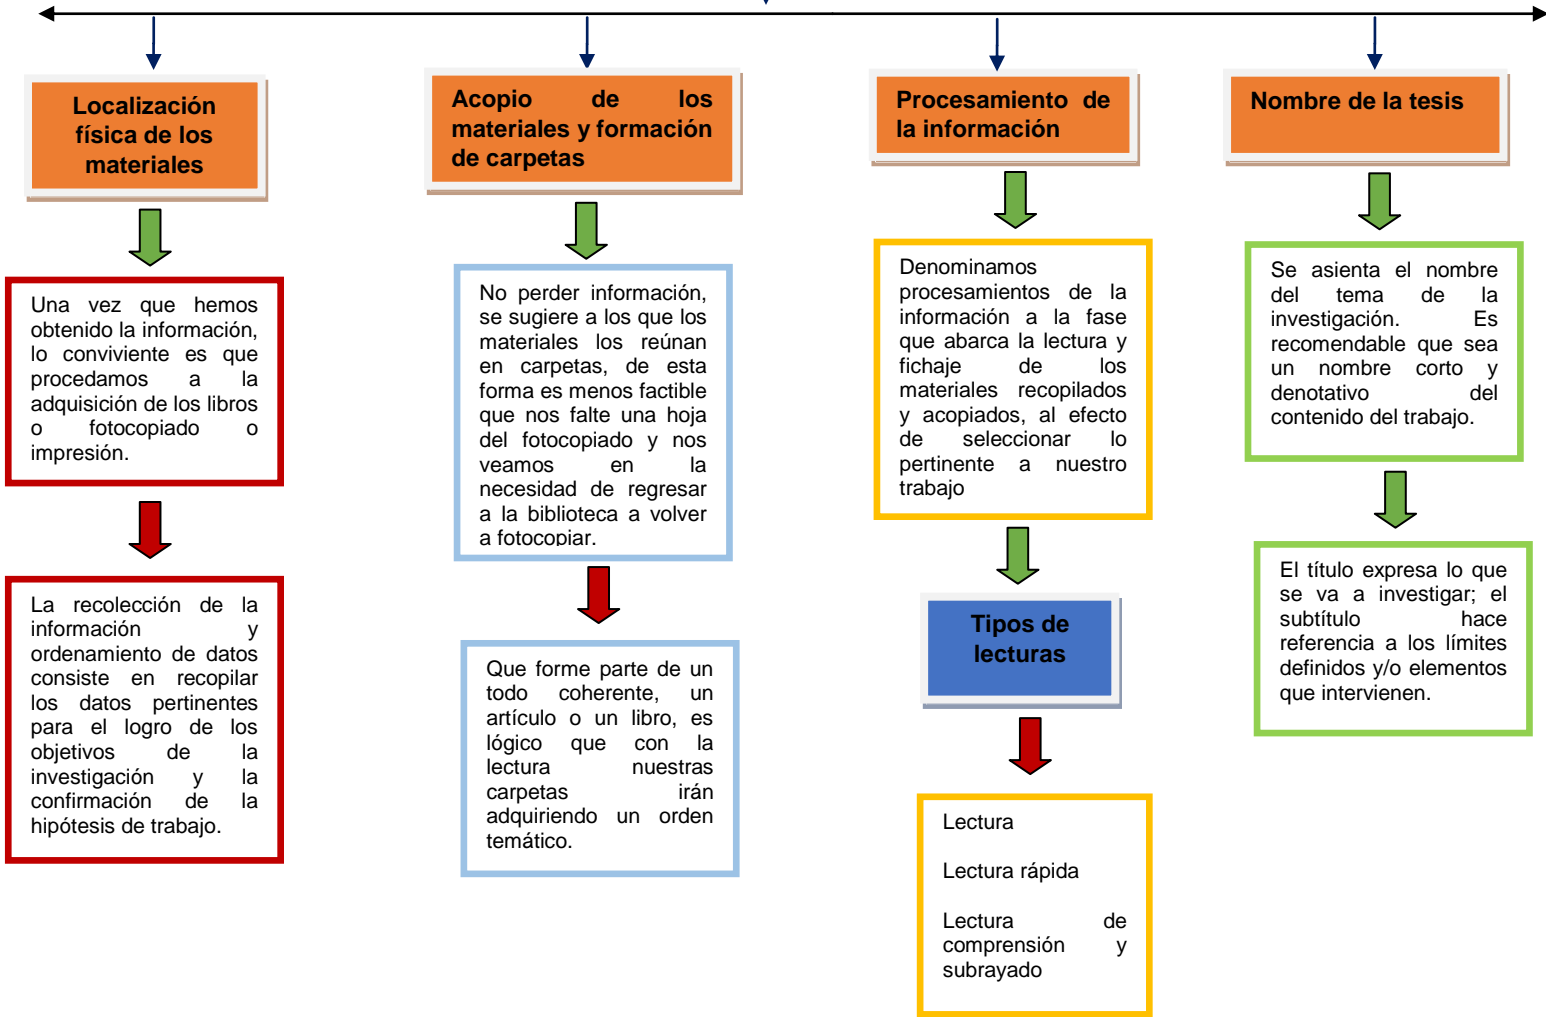 Localización
física de los
materiales
Una vez que hemos
obtenido la información,
lo conviviente es que
procedamos a la
adquisición de los libros
o fotocopiado o
impresión.
La recolección de la
información y
ordenamiento de datos
consiste en recopilar
los datos pertinentes
para el logro de los
objetivos de la
investigación y la
confirmación de la
hipótesis de trabajo.
Acopio de los
materiales y formación
de carpetas
No perder información,
se sugiere a los que los
materiales los reúnan
en carpetas, de esta
forma es menos factible
que nos falte una hoja
del fotocopiado y nos
veamos en la
necesidad de regresar
a la biblioteca a volver
a fotocopiar.
Que forme parte de un
todo coherente, un
artículo o un libro, es
lógico que con la
lectura nuestras
carpetas irán
adquiriendo un orden
temático.
Procesamiento de
la información
Denominamos
procesamientos de la
información a la fase
que abarca la lectura y
fichaje de los
materiales recopilados
y acopiados, al efecto
de seleccionar lo
pertinente a nuestro
trabajo
Tipos de
lecturas
Lectura
Lectura rápida
Lectura de
comprensión y
subrayado
Nombre de la tesis
Se asienta el nombre
del tema de la
investigación. Es
recomendable que sea
un nombre corto y
denotativo del
contenido del trabajo.
El título expresa lo que
se va a investigar; el
subtítulo hace
referencia a los límites
definidos y/o elementos
que intervienen.